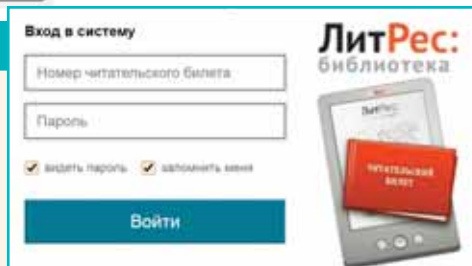 Вход в систему
Номер читательского билета
Пароль
видеть пароль запомнить меня
Войти
ЛитРес:
библиотека
ЛитРес:
ЧИТАТЕЛЬСКИЙ
БИЛЕТ